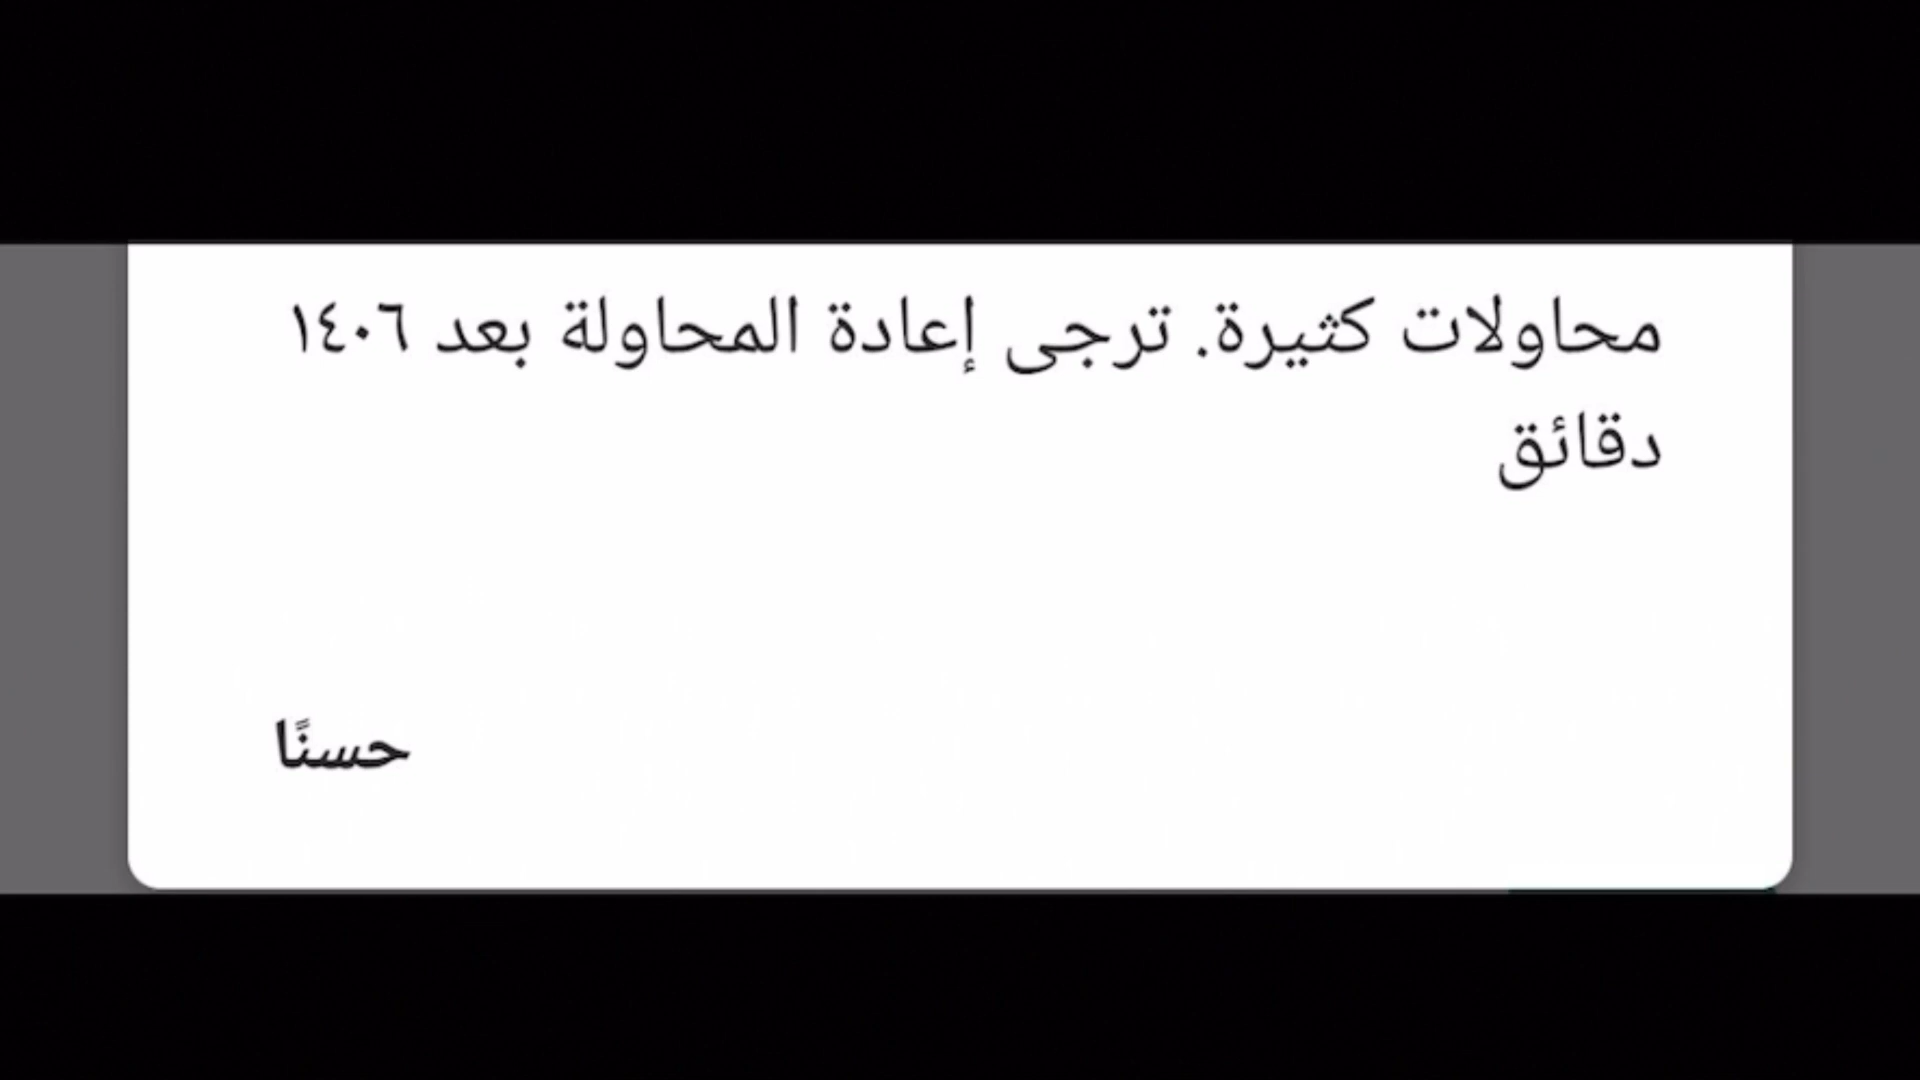 محاولات كثيرة. ترجى إعادة المحاولة بعد ١٤٠٦
دقائق
حسنًا